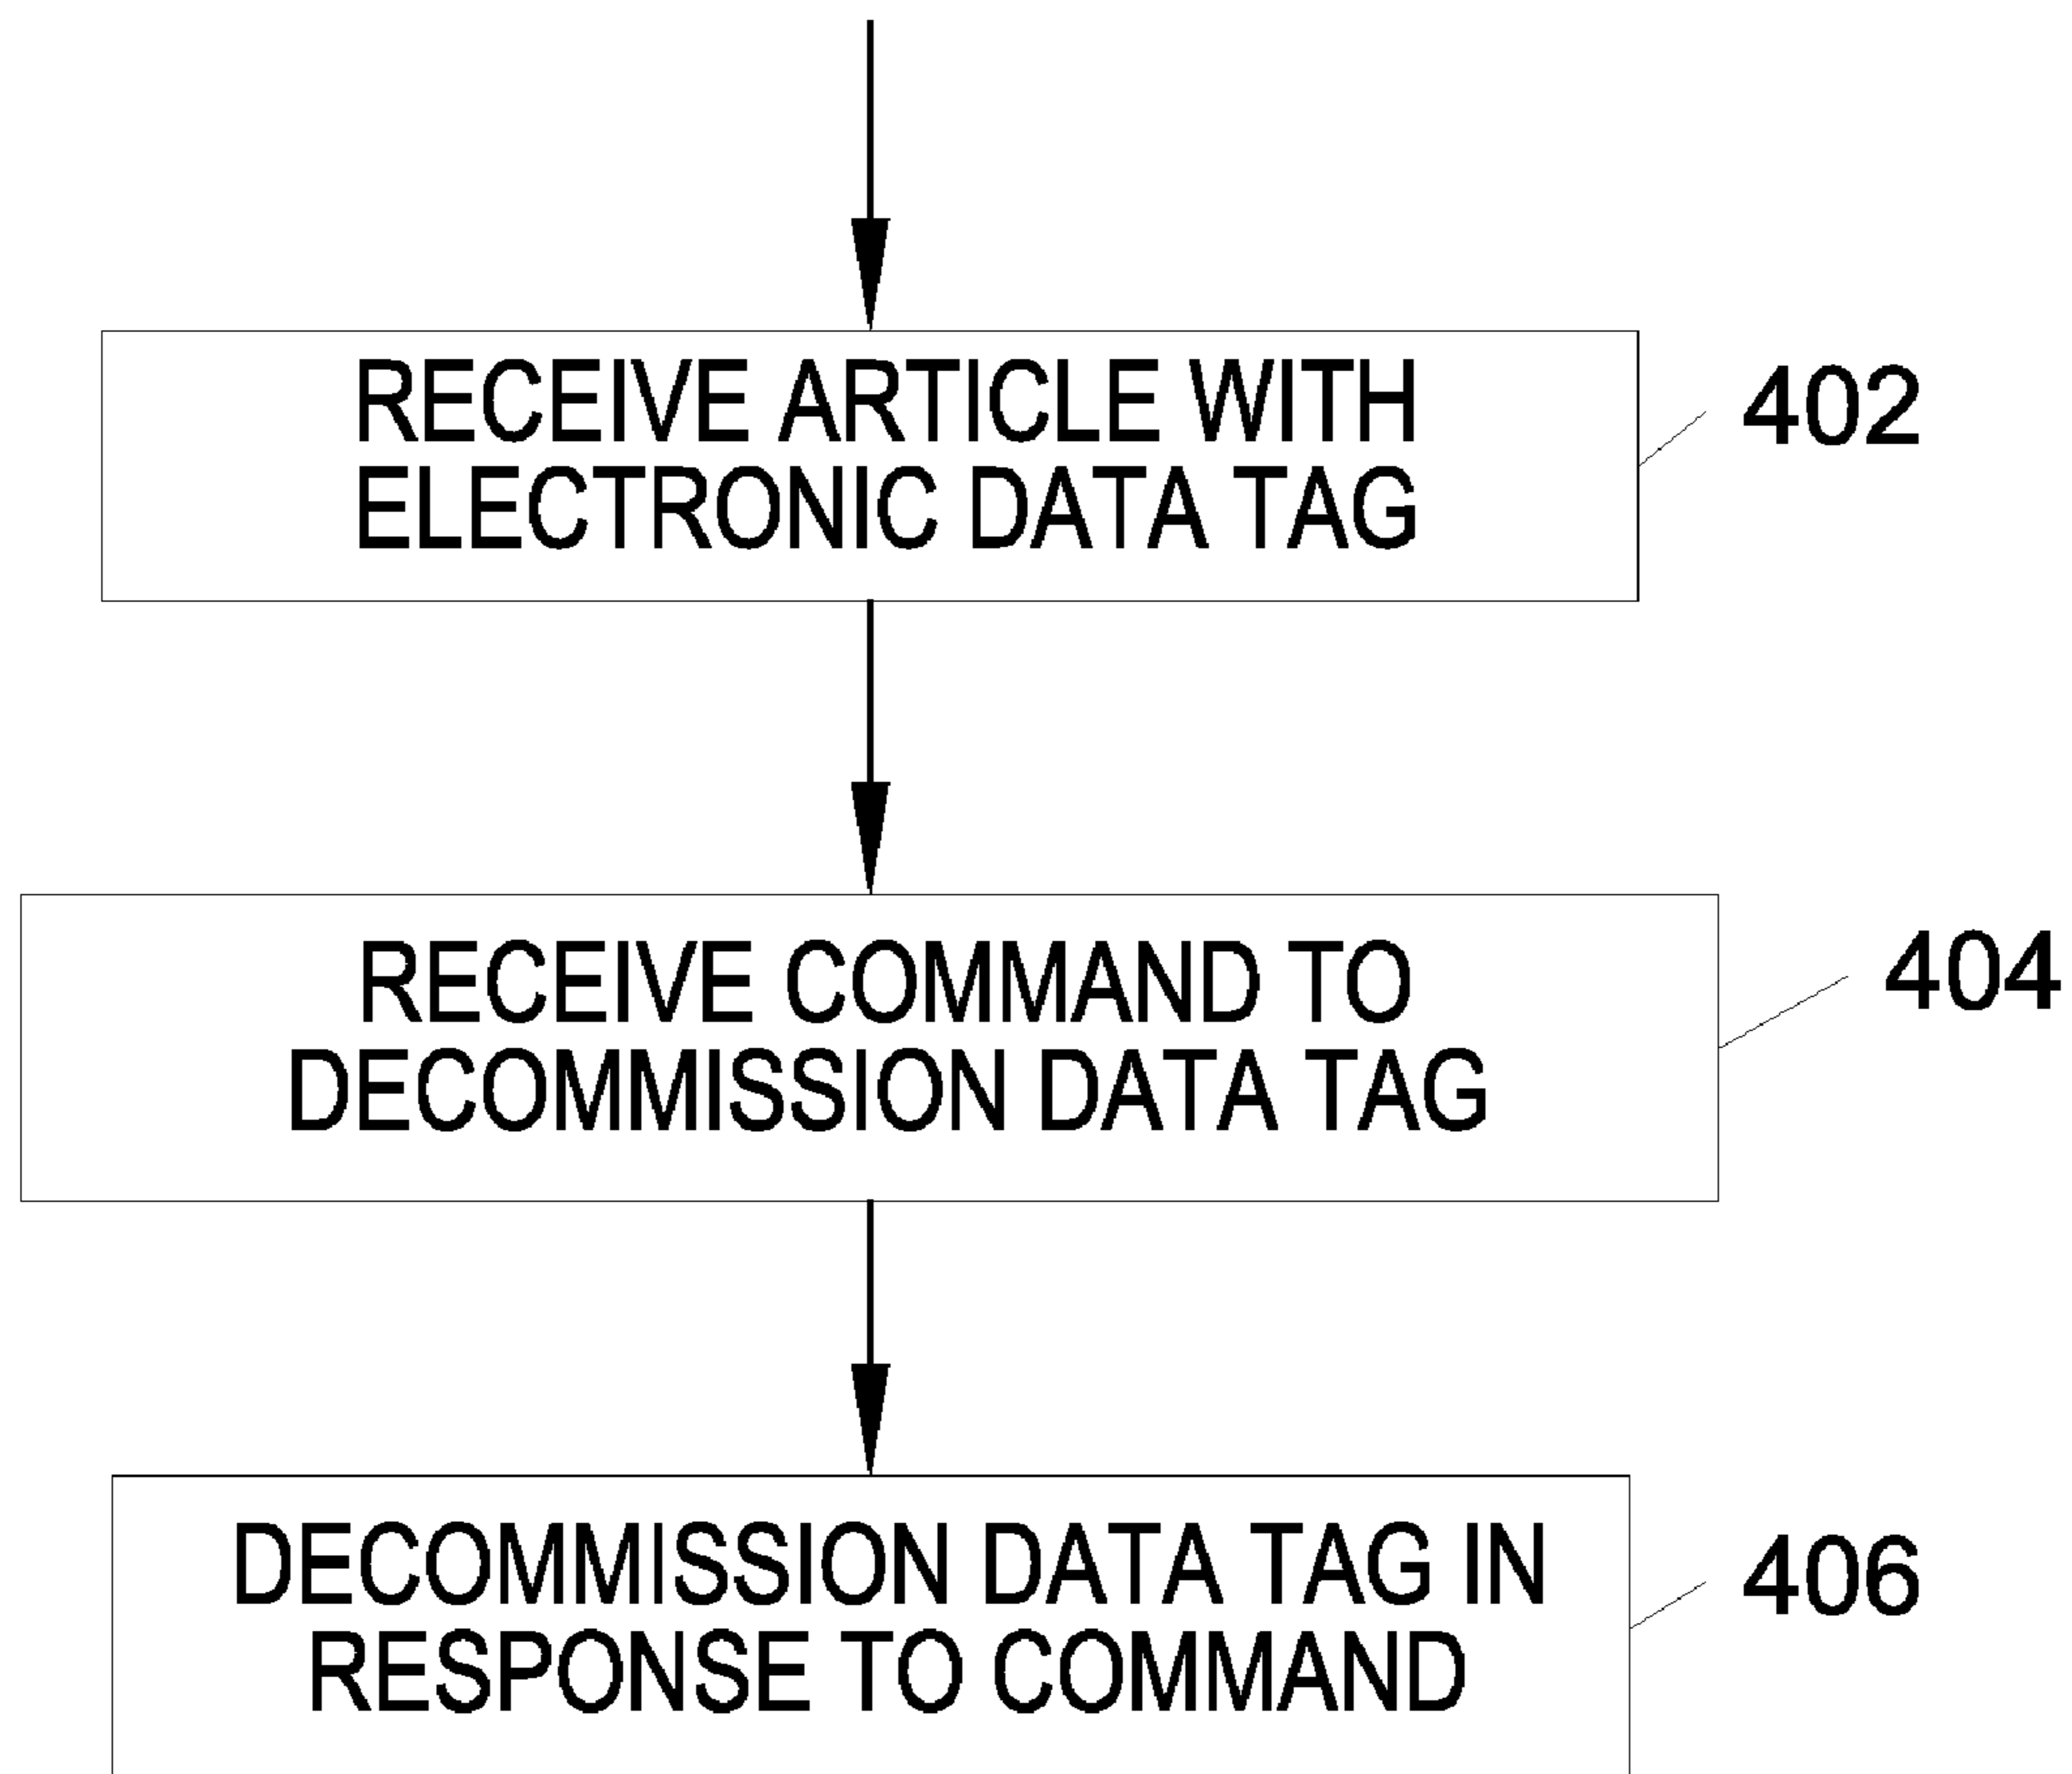 RECEIVE ARTICLE WITH
ELECTRONIC DATA TAG
402
RECEIVE COMMAND TO
DECOMMISSION DATA TAG
404
DECOMMISSION DATA TAG IN
RESPONSE TO COMMAND
406